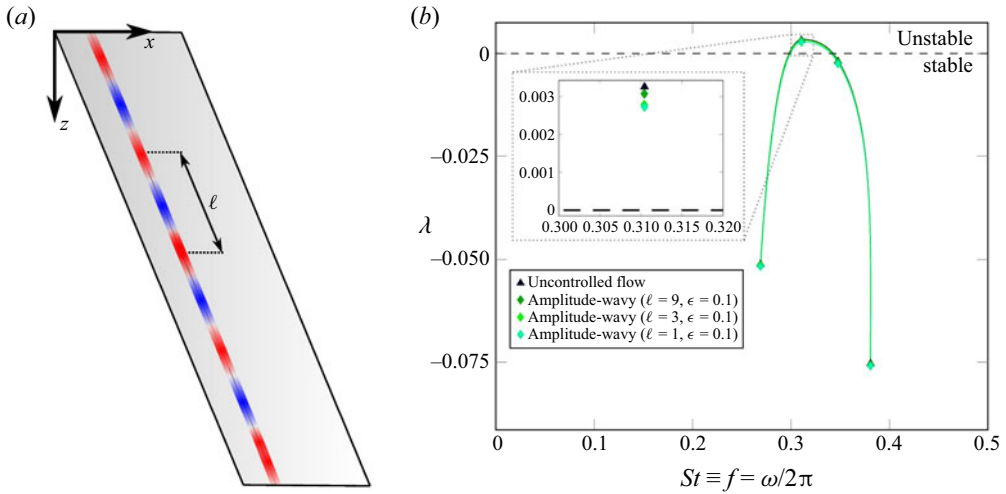 (a)
x
z
ℓ
(b)
Unstable
stable
0
−0.025
−0.050
−0.075
λ
0.003
0.002
0.001
0
0.300 0.305 0.310 0.315 0.320
Uncontrolled flow
Amplitude-wavy (ℓ = 9, ϵ = 0.1)
Amplitude-wavy (ℓ = 3, ϵ = 0.1)
Amplitude-wavy (ℓ = 1, ϵ = 0.1)
0 0.1 0.2 0.3 0.4 0.5
St ≡ f = ω/2π